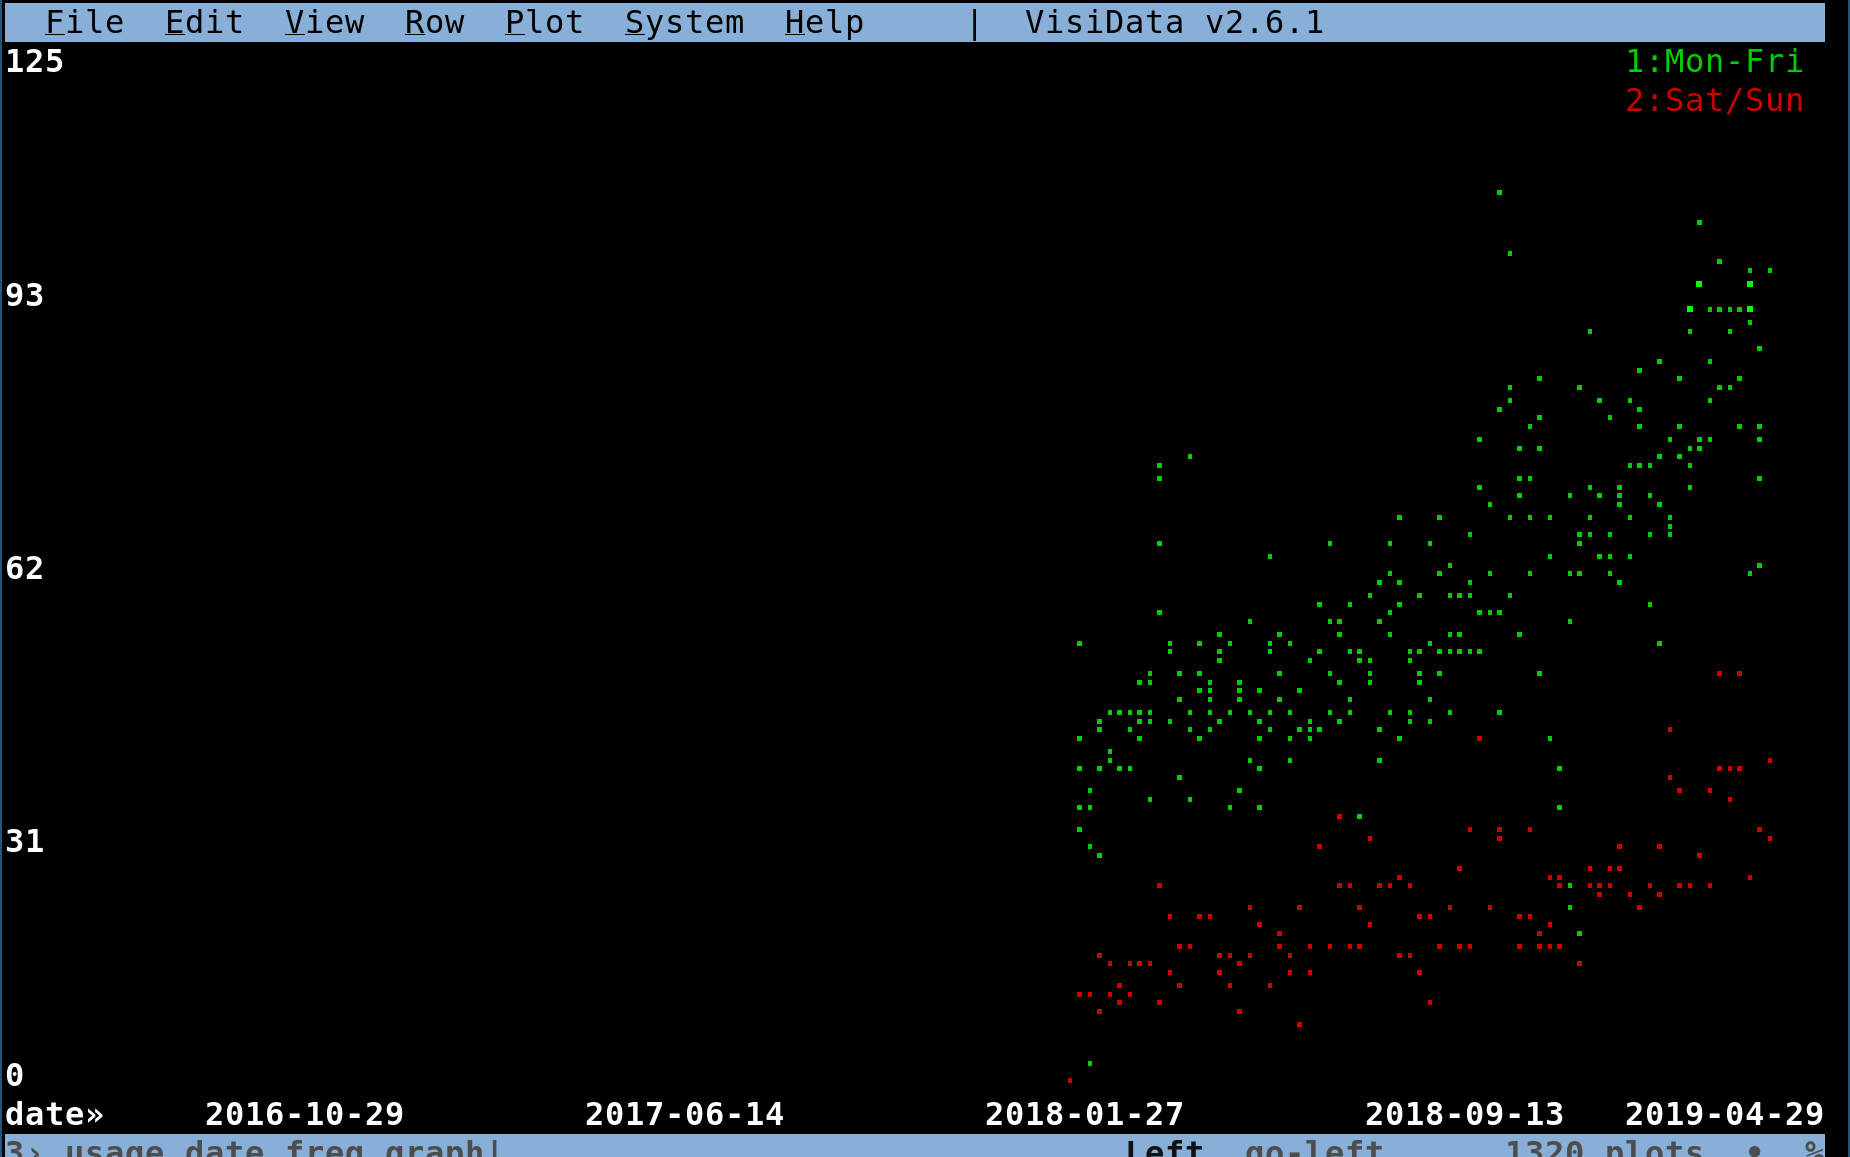 File Edit View Row Plot System Help | VisiData v2.6.1
125 1:Mon-Fri
2:Sat/Sun
93
62
31
0
date» 2016-10-29 2017-06-14 2018-01-27 2018-09-13 2019-04-29
3› usage_date_freq_graph| Left go-left 1320 plots • %